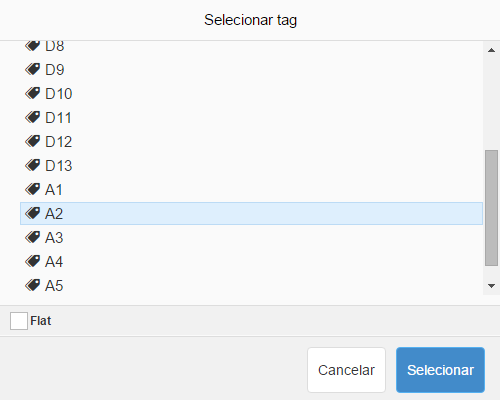 Selecionar tag
D8
D9
D10
D11
D12
D13
A1
A2
A3
A4
A5
Flat
Cancelar
Selecionar